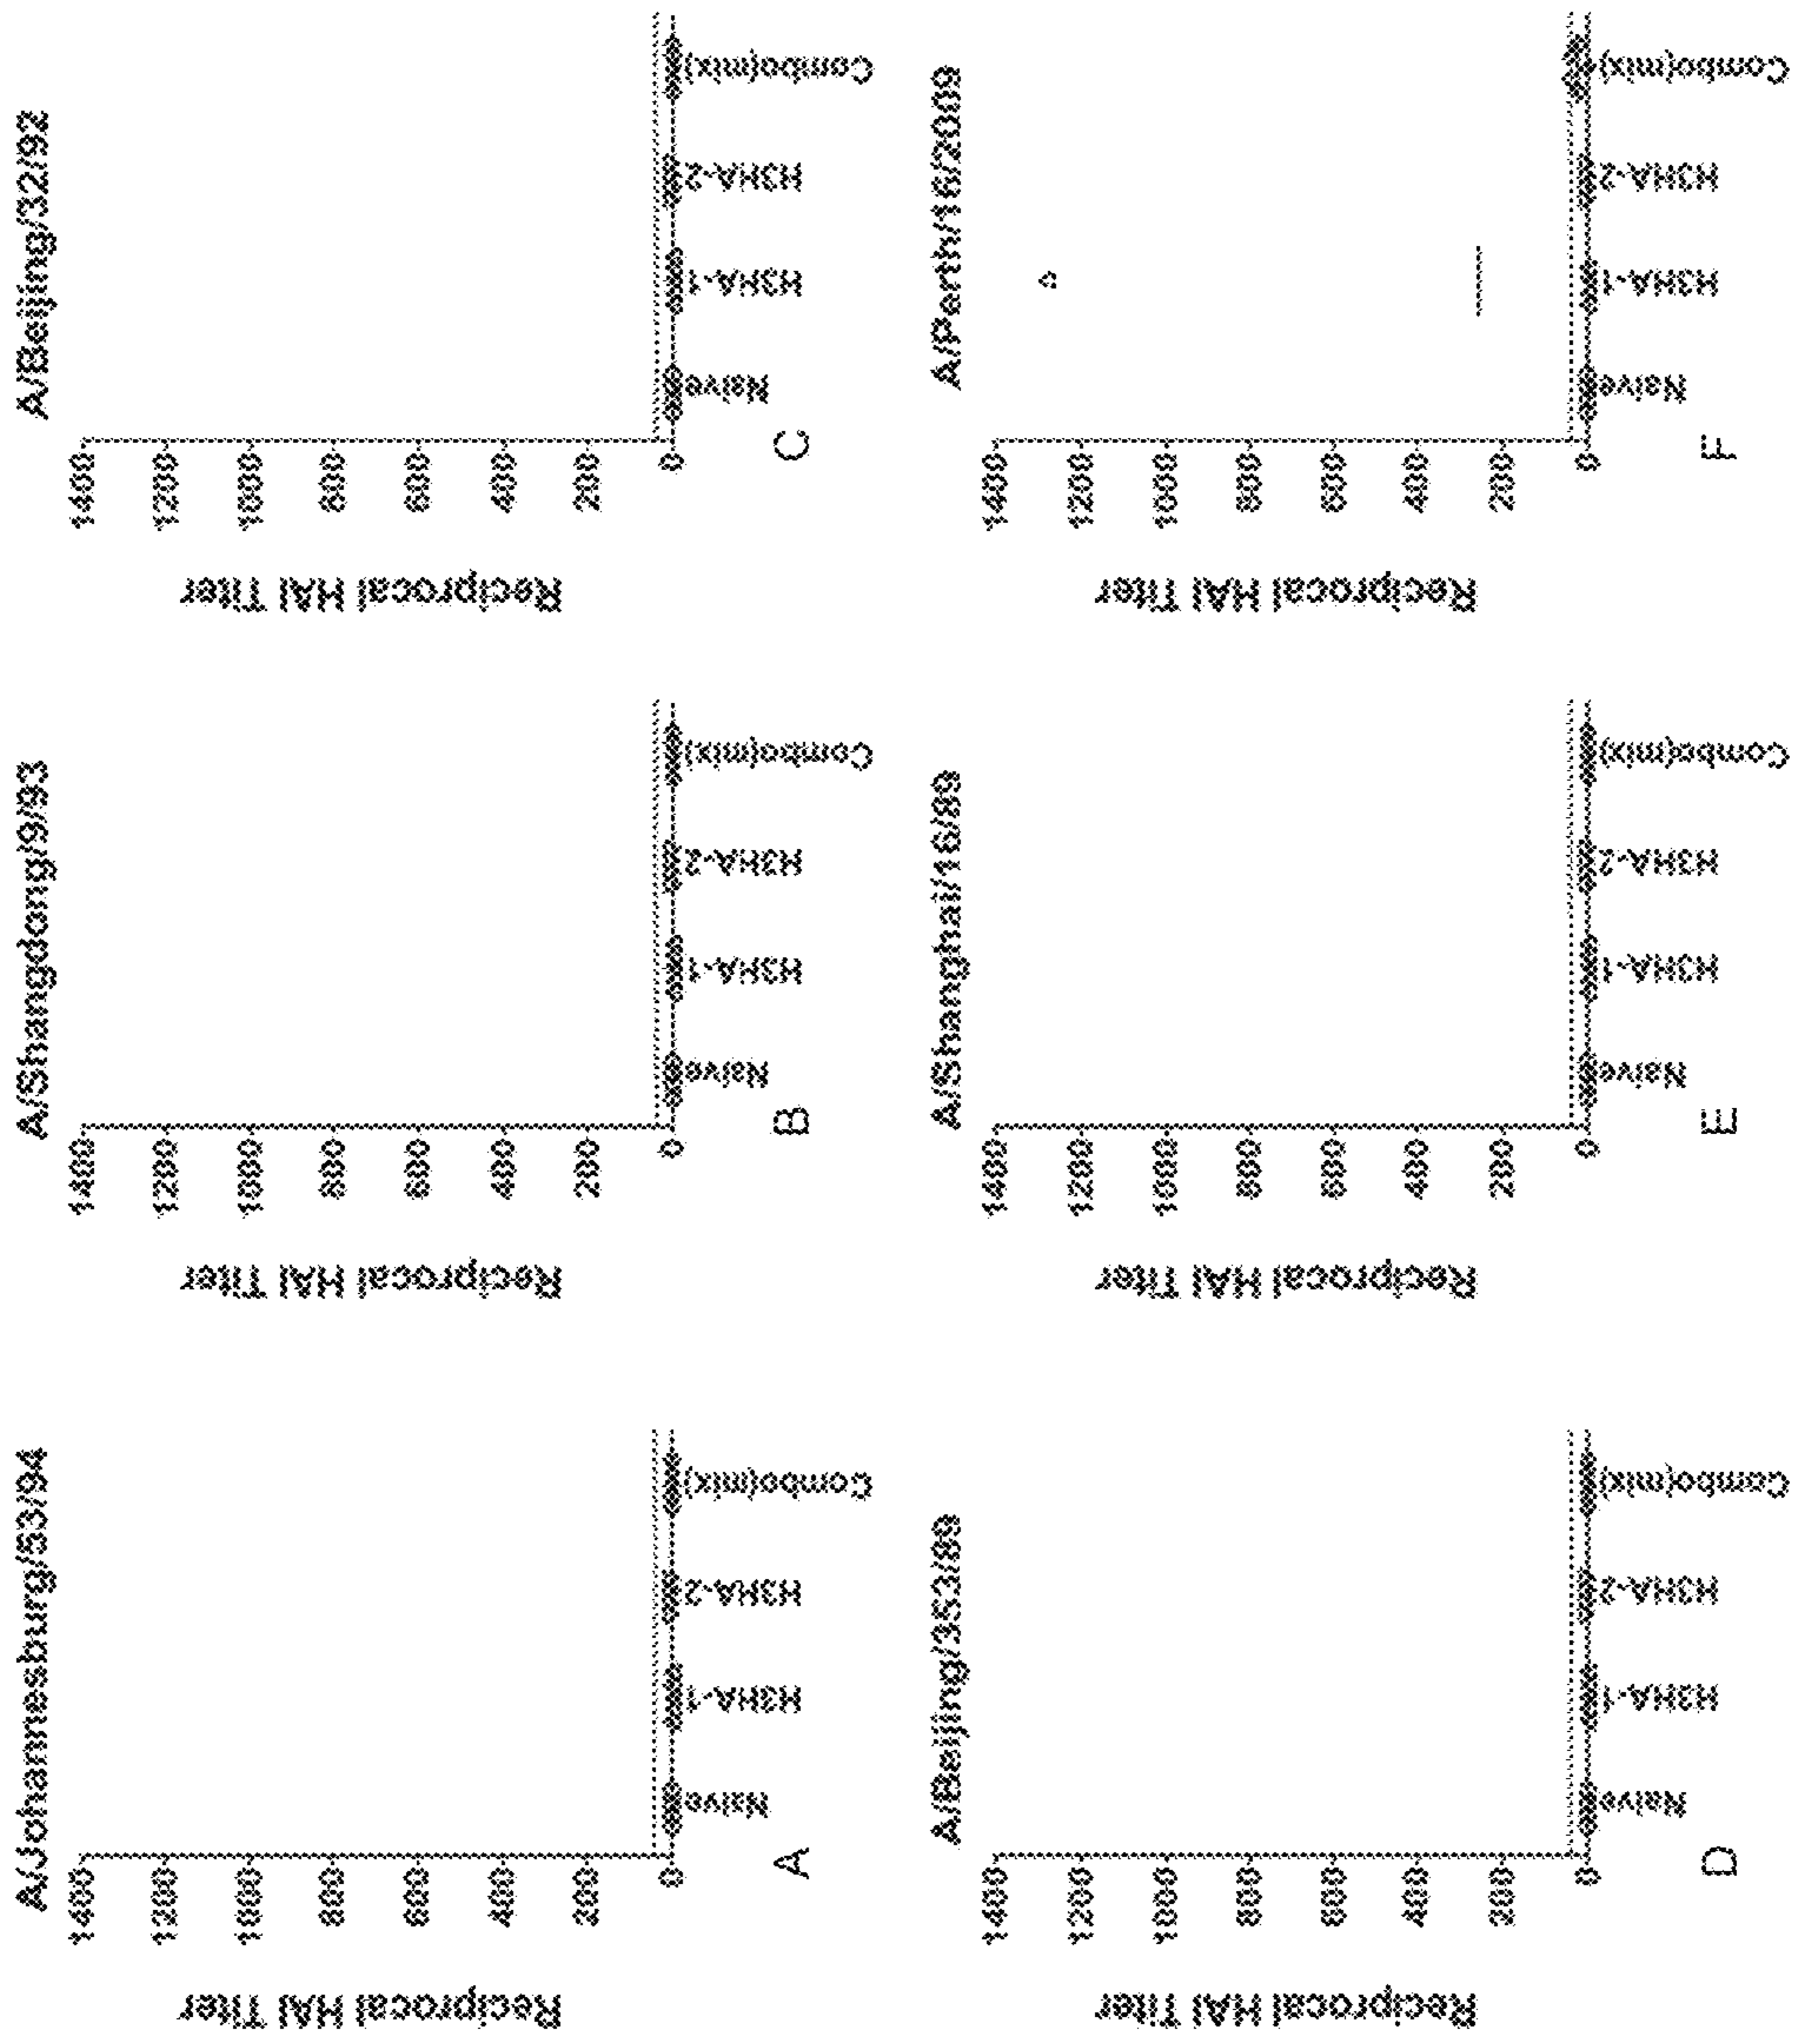 A/Johannesburg/53/94
Reciprocal HAI Titer
1400
1200
1000
800
600
400
200
0
Naive
H3HA-1
H3HA-2
Combo(mix)
A
A/Shangdong/9/93
Reciprocal HAI Titer
1400
1200
1000
800
600
400
200
0
Naive
H3HA-1
H3HA-2
Combo(mix)
B
A/Beijing/32/92
Reciprocal HAI Titer
1400
1200
1000
800
600
400
200
0
Naive
H3HA-1
H3HA-2
Combo(mix)
C
A/Beijing/353/89
Reciprocal HAI Titer
1400
1200
1000
800
600
400
200
0
Naive
H3HA-1
H3HA-2
Combo(mix)
D
A/Shanghai/16/89
Reciprocal HAI Titer
1400
1200
1000
800
600
400
200
0
Naive
H3HA-1
H3HA-2
Combo(mix)
E
A/Perth/16/2009
Reciprocal HAI Titer
1400
1200
1000
800
600
400
200
0
Naive
H3HA-1
H3HA-2
Combo(mix)
F